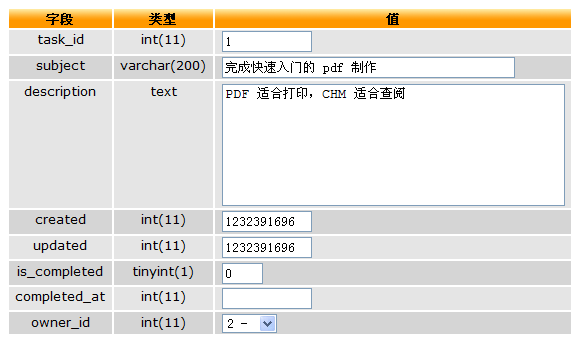 字段 类型 值
task_id int(11) 1
subject varchar(200) 完成快速入门的 pdf 制作
description text PDF 适合打印，CHM 适合查阅
created int(11) 1232391696
updated int(11) 1232391696
is_completed tinyint(1) 0
completed_at int(11)
owner_id int(11) 2 -